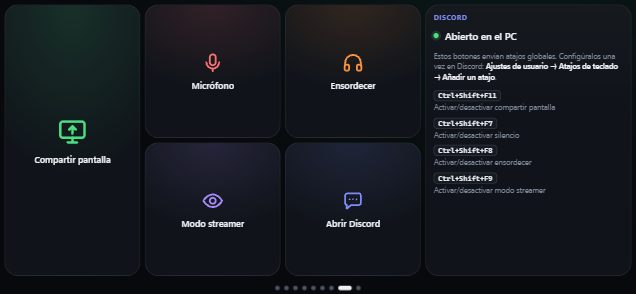 Compartir pantalla
Micrófono
Ensordecer
Modo streamer
Abrir Discord
DISCORD
Abierto en el PC
Estos botones envían atajos globales. Configúralos una
vez en Discord: Ajustes de usuario → Atajos de teclado
→ Añadir un atajo.
Ctrl+Shift+F11
Activar/desactivar compartir pantalla
Ctrl+Shift+F7
Activar/desactivar silencio
Ctrl+Shift+F8
Activar/desactivar ensordecer
Ctrl+Shift+F9
Activar/desactivar modo streamer